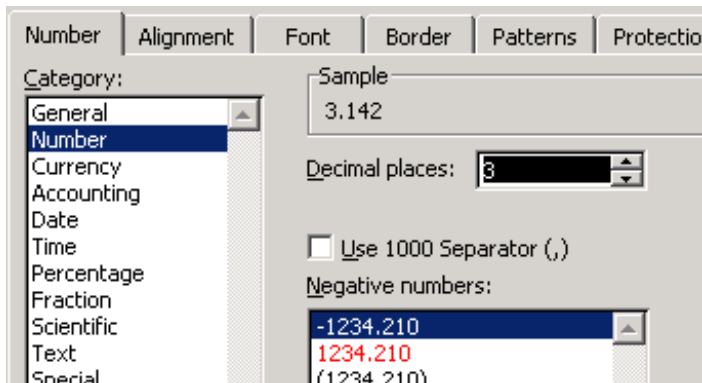 Number Alignment Font Border Patterns Protectio
Category:
General
Number
Currency
Accounting
Date
Time
Percentage
Fraction
Scientific
Text
Special
Sample
3.142
Decimal places: 3
Use 1000 Separator (,)
Negative numbers:
-1234.210
1234.210
(1234.210)